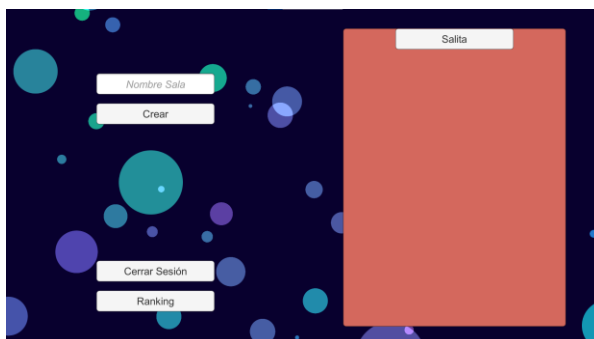 Nombre Sala
Crear
Cerrar Sesión
Ranking
Salita